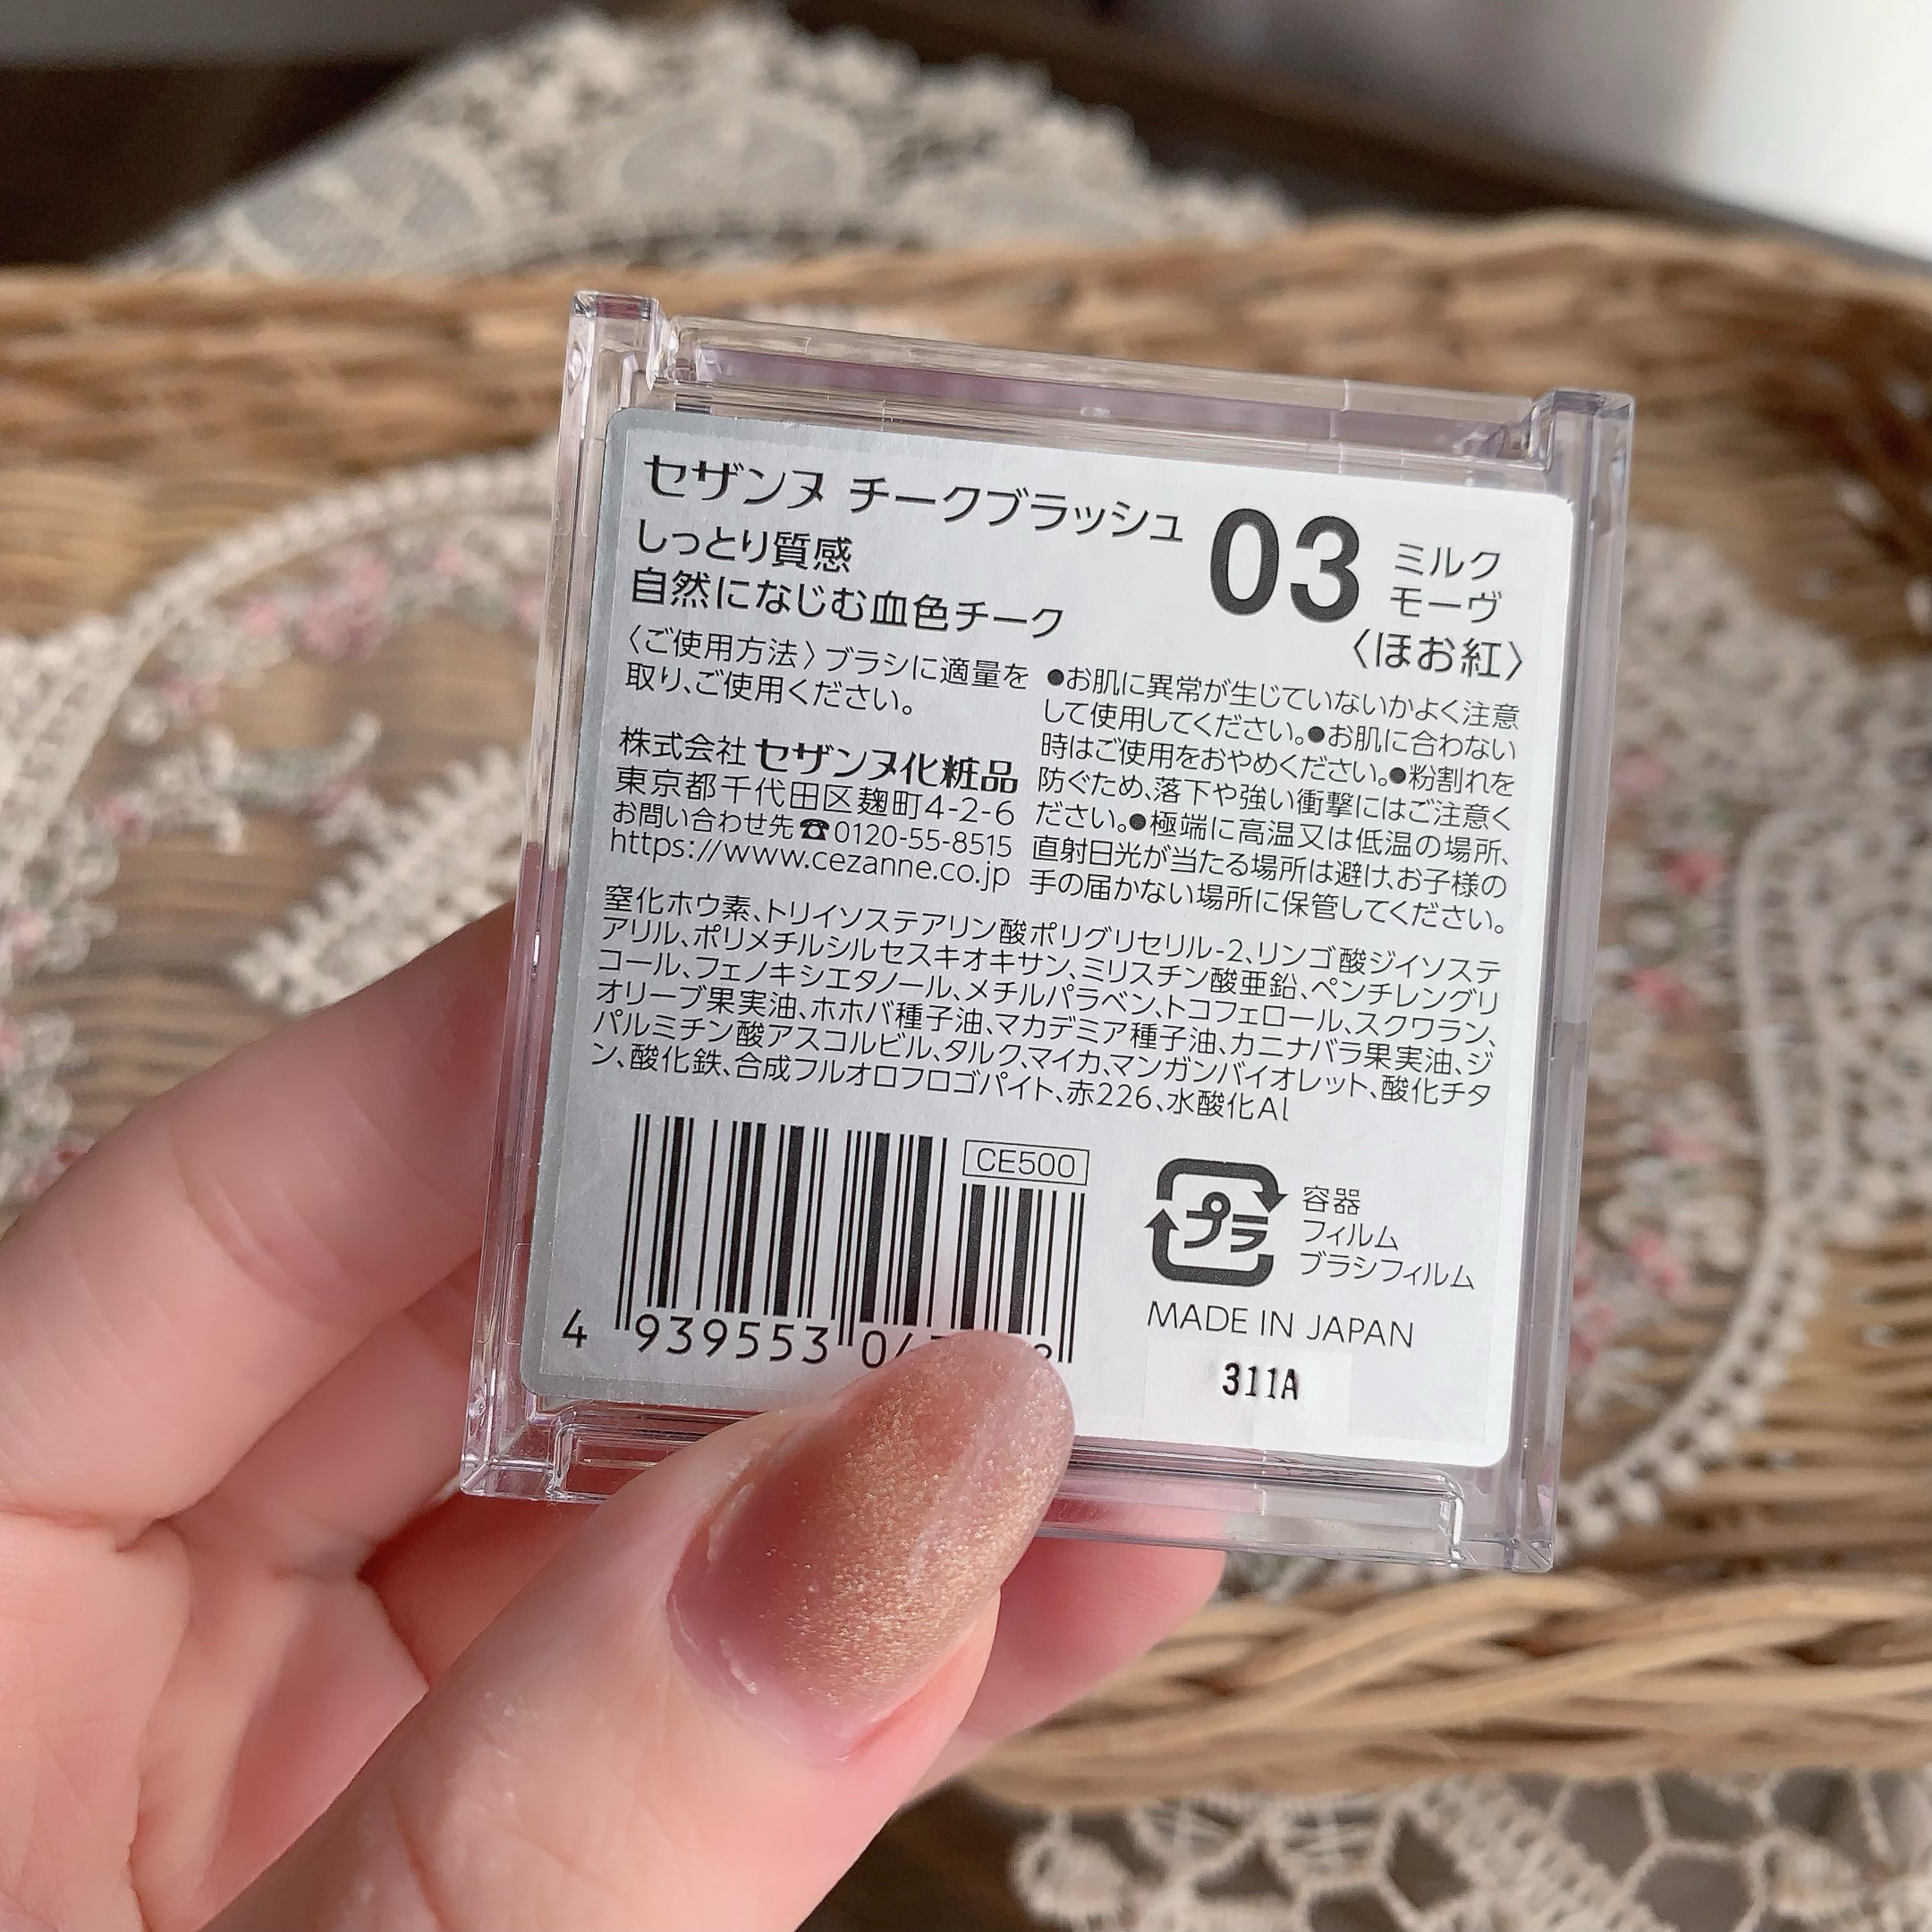 セザンヌ チークブラッシュ
03
ミルク
モーヴ
〈ほお紅〉
しっとり質感
自然になじむ血色チーク
〈ご使用方法〉ブラシに適量を
取り、ご使用ください。
株式会社 セザンヌ化粧品
東京都千代田区麹町4-2-6
お問い合わせ先☎0120-55-8515
https://www.cezanne.co.jp
●お肌に異常が生じていないかよく注意
して使用してください。●お肌に合わない
時はご使用をおやめください。●粉割れを
防ぐため、落下や強い衝撃にはご注意く
ださい。●極端に高温又は低温の場所、
直射日光が当たる場所は避け、お子様の
手の届かない場所に保管してください。
窒化ホウ素、トリイソステアリン酸ポリグリセリル-2、リンゴ酸ジイソステ
アリル、ポリメチルシルセスキオキサン、ミリスチン酸亜鉛、ペンチレングリ
コール、フェノキシエタノール、メチルパラベン、トコフェロール、スクワラン、
オリーブ果実油、ホホバ種子油、マカデミア種子油、カニナバラ果実油、ジ
パルミチン酸アスコルビル、タルク、マイカ、マンガンバイオレット、酸化チタ
ン、酸化鉄、合成フルオロフロゴパイト、赤226、水酸化Al
CE500
4 939553
プラ
容器
フィルム
ブラシフィルム
MADE IN JAPAN
311A